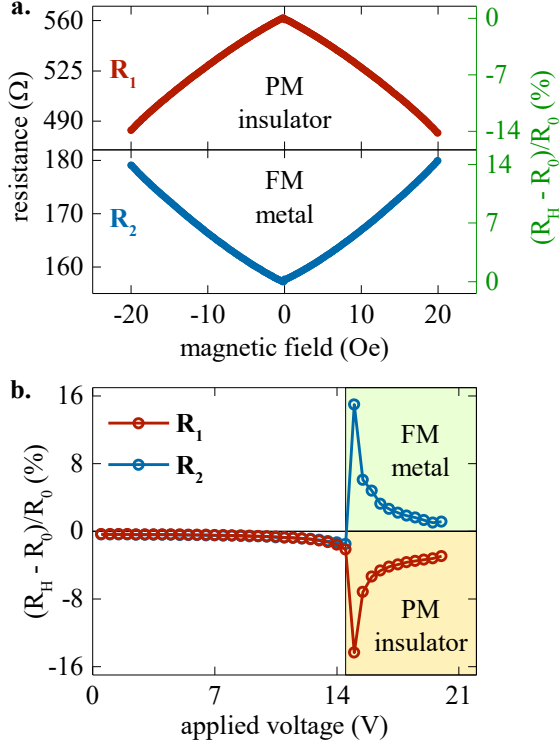 a.
560
525
490
resistance (Ω)
R1
PM
insulator
0
-7
-14
(RH - R0)/R0 (%)
180
170
160
R2
FM
metal
14
7
0
-20
-10
0
10
20
magnetic field (Oe)
b.
16
8
0
-8
-16
(RH - R0)/R0 (%)
R1
R2
FM
metal
PM
insulator
0
7
14
21
applied voltage (V)